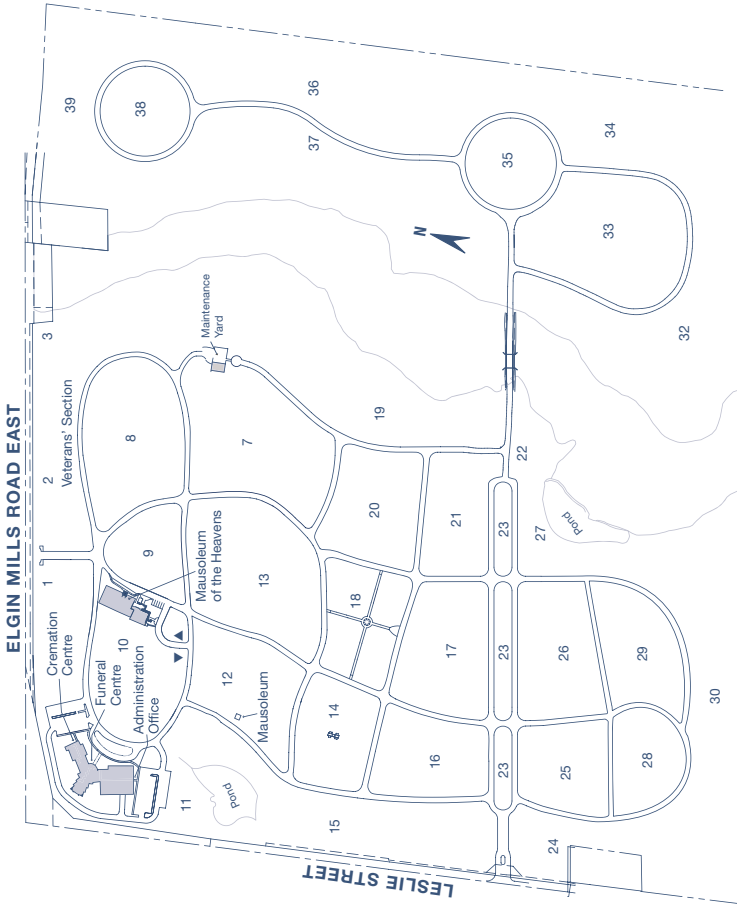 ELGIN MILLS ROAD EAST
LESLIE STREET
N
1
2
3
Veterans' Section
Cremation
Centre
Funeral
Centre
Administration
Office
10
Mausoleum
of the Heavens
9
8
7
Maintenance
Yard
11
Pond
12
Mausoleum
13
14
15
16
17
18
19
20
21
22
23
23
23
24
25
26
27
Pond
28
29
30
32
33
34
35
36
37
38
39